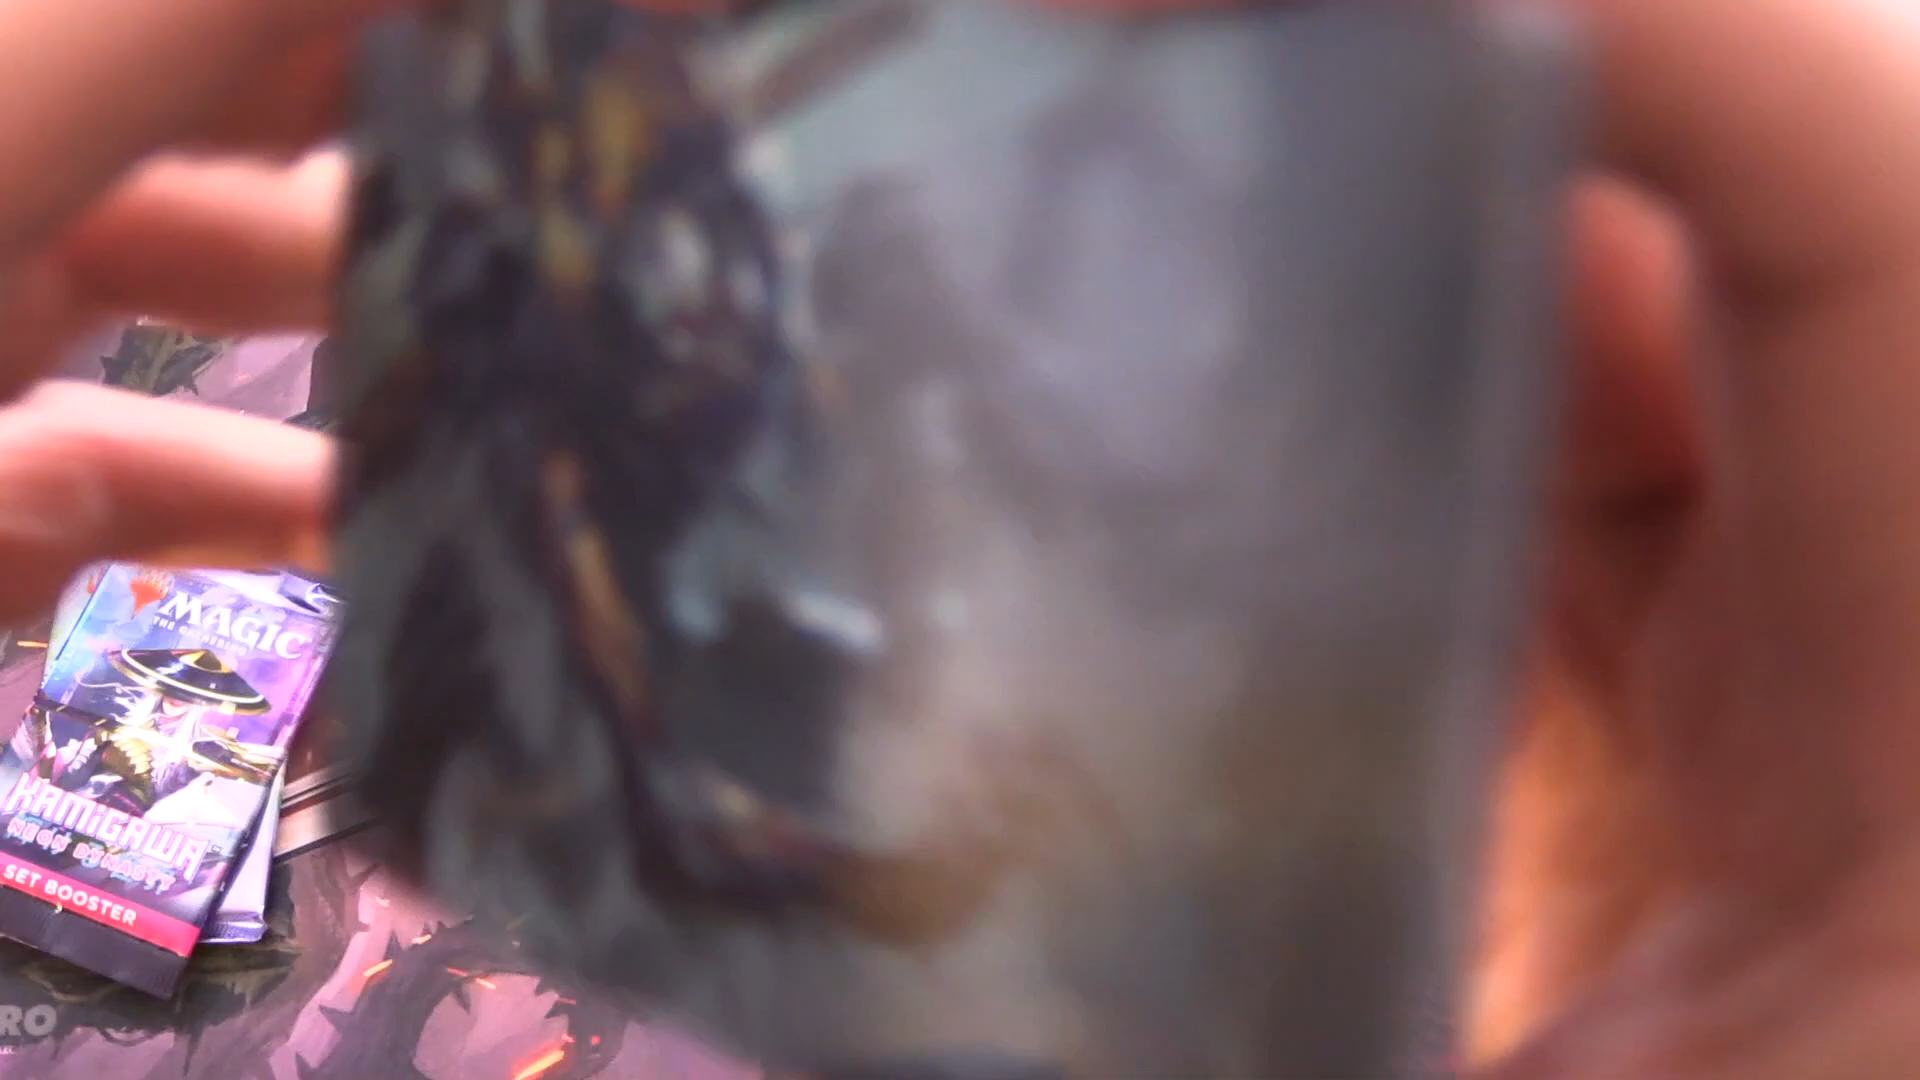 MAGIC
THE GATHERING
KAMIGAWA
NEON DYNASTY
SET BOOSTER
RO